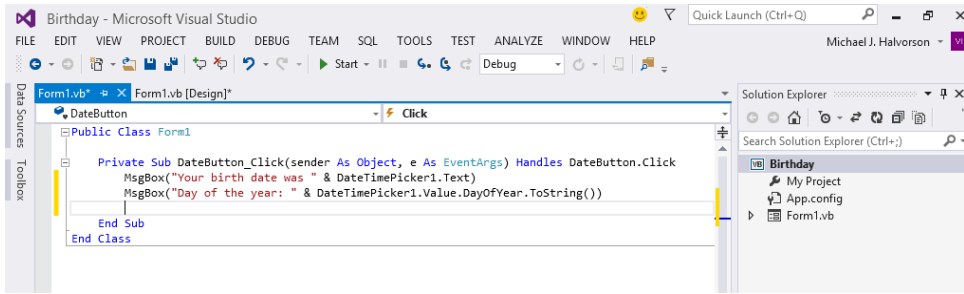 Birthday - Microsoft Visual Studio
Quick Launch (Ctrl+Q)
FILE EDIT VIEW PROJECT BUILD DEBUG TEAM SQL TOOLS TEST ANALYZE WINDOW HELP
Michael J. Halvorson
Start
Debug
Data Sources
Toolbox
Form1.vb*
Form1.vb [Design]*
DateButton
Click
Public Class Form1
Private Sub DateButton_Click(sender As Object, e As EventArgs) Handles DateButton.Click
MsgBox("Your birth date was " & DateTimePicker1.Text)
MsgBox("Day of the year: " & DateTimePicker1.Value.DayOfYear.ToString())
End Sub
End Class
Solution Explorer
Search Solution Explorer (Ctrl+;)
VB Birthday
My Project
App.config
VB Form1.vb